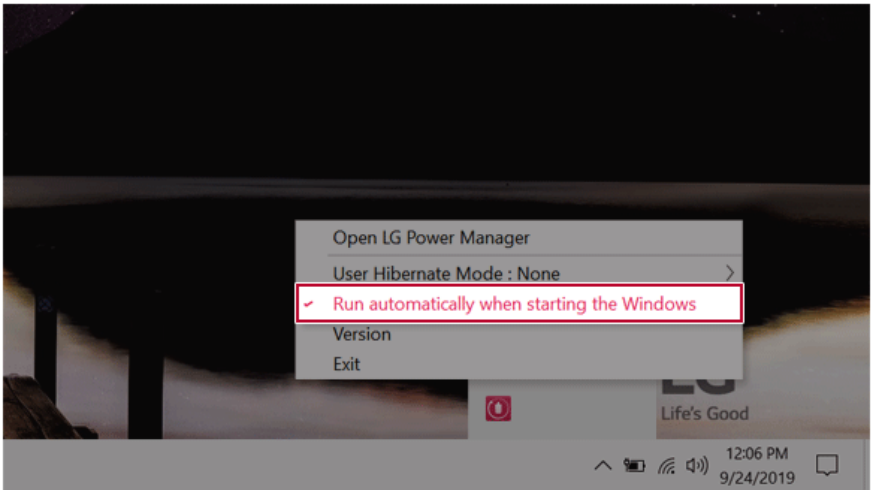 Open LG Power Manager
User Hibernate Mode : None
Run automatically when starting the Windows
Version
Exit
LG
Life's Good
12:06 PM
9/24/2019